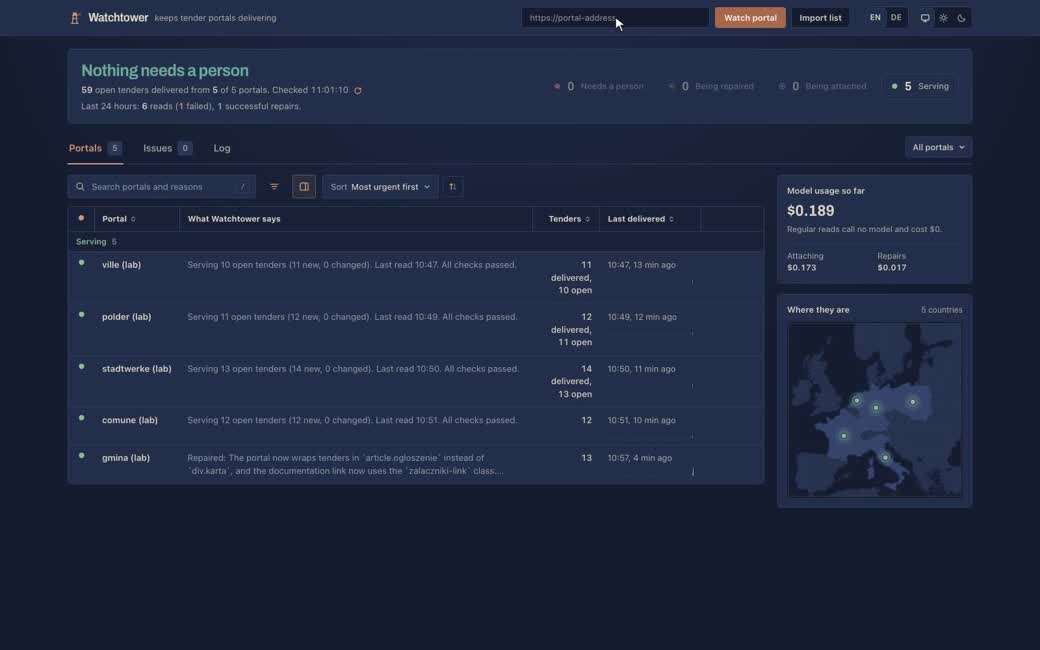 Watchtower keeps tender portals delivering
https://portal-address
Watch portal
Import list
EN DE
Nothing needs a person
59 open tenders delivered from 5 of 5 portals. Checked 11:01:10
Last 24 hours: 6 reads (1 failed), 1 successful repairs.
0 Needs a person
0 Being repaired
0 Being attached
5 Serving
Portals 5
Issues 0
Log
All portals
Search portals and reasons /
Sort Most urgent first
Portal
What Watchtower says
Tenders
Last delivered
Serving 5
ville (lab)
Serving 10 open tenders (11 new, 0 changed). Last read 10:47. All checks passed.
11
delivered,
10 open
10:47, 13 min ago
polder (lab)
Serving 11 open tenders (12 new, 0 changed). Last read 10:49. All checks passed.
12
delivered,
11 open
10:49, 12 min ago
stadtwerke (lab)
Serving 13 open tenders (14 new, 0 changed). Last read 10:50. All checks passed.
14
delivered,
13 open
10:50, 11 min ago
comune (lab)
Serving 12 open tenders (12 new, 0 changed). Last read 10:51. All checks passed.
12
10:51, 10 min ago
gmina (lab)
Repaired: The portal now wraps tenders in `article.ogloszenie` instead of
`div.karta`, and the documentation link now uses the `zalaczniki-link` class....
13
10:57, 4 min ago
Model usage so far
$0.189
Regular reads call no model and cost $0.
Attaching
$0.173
Repairs
$0.017
Where they are
5 countries